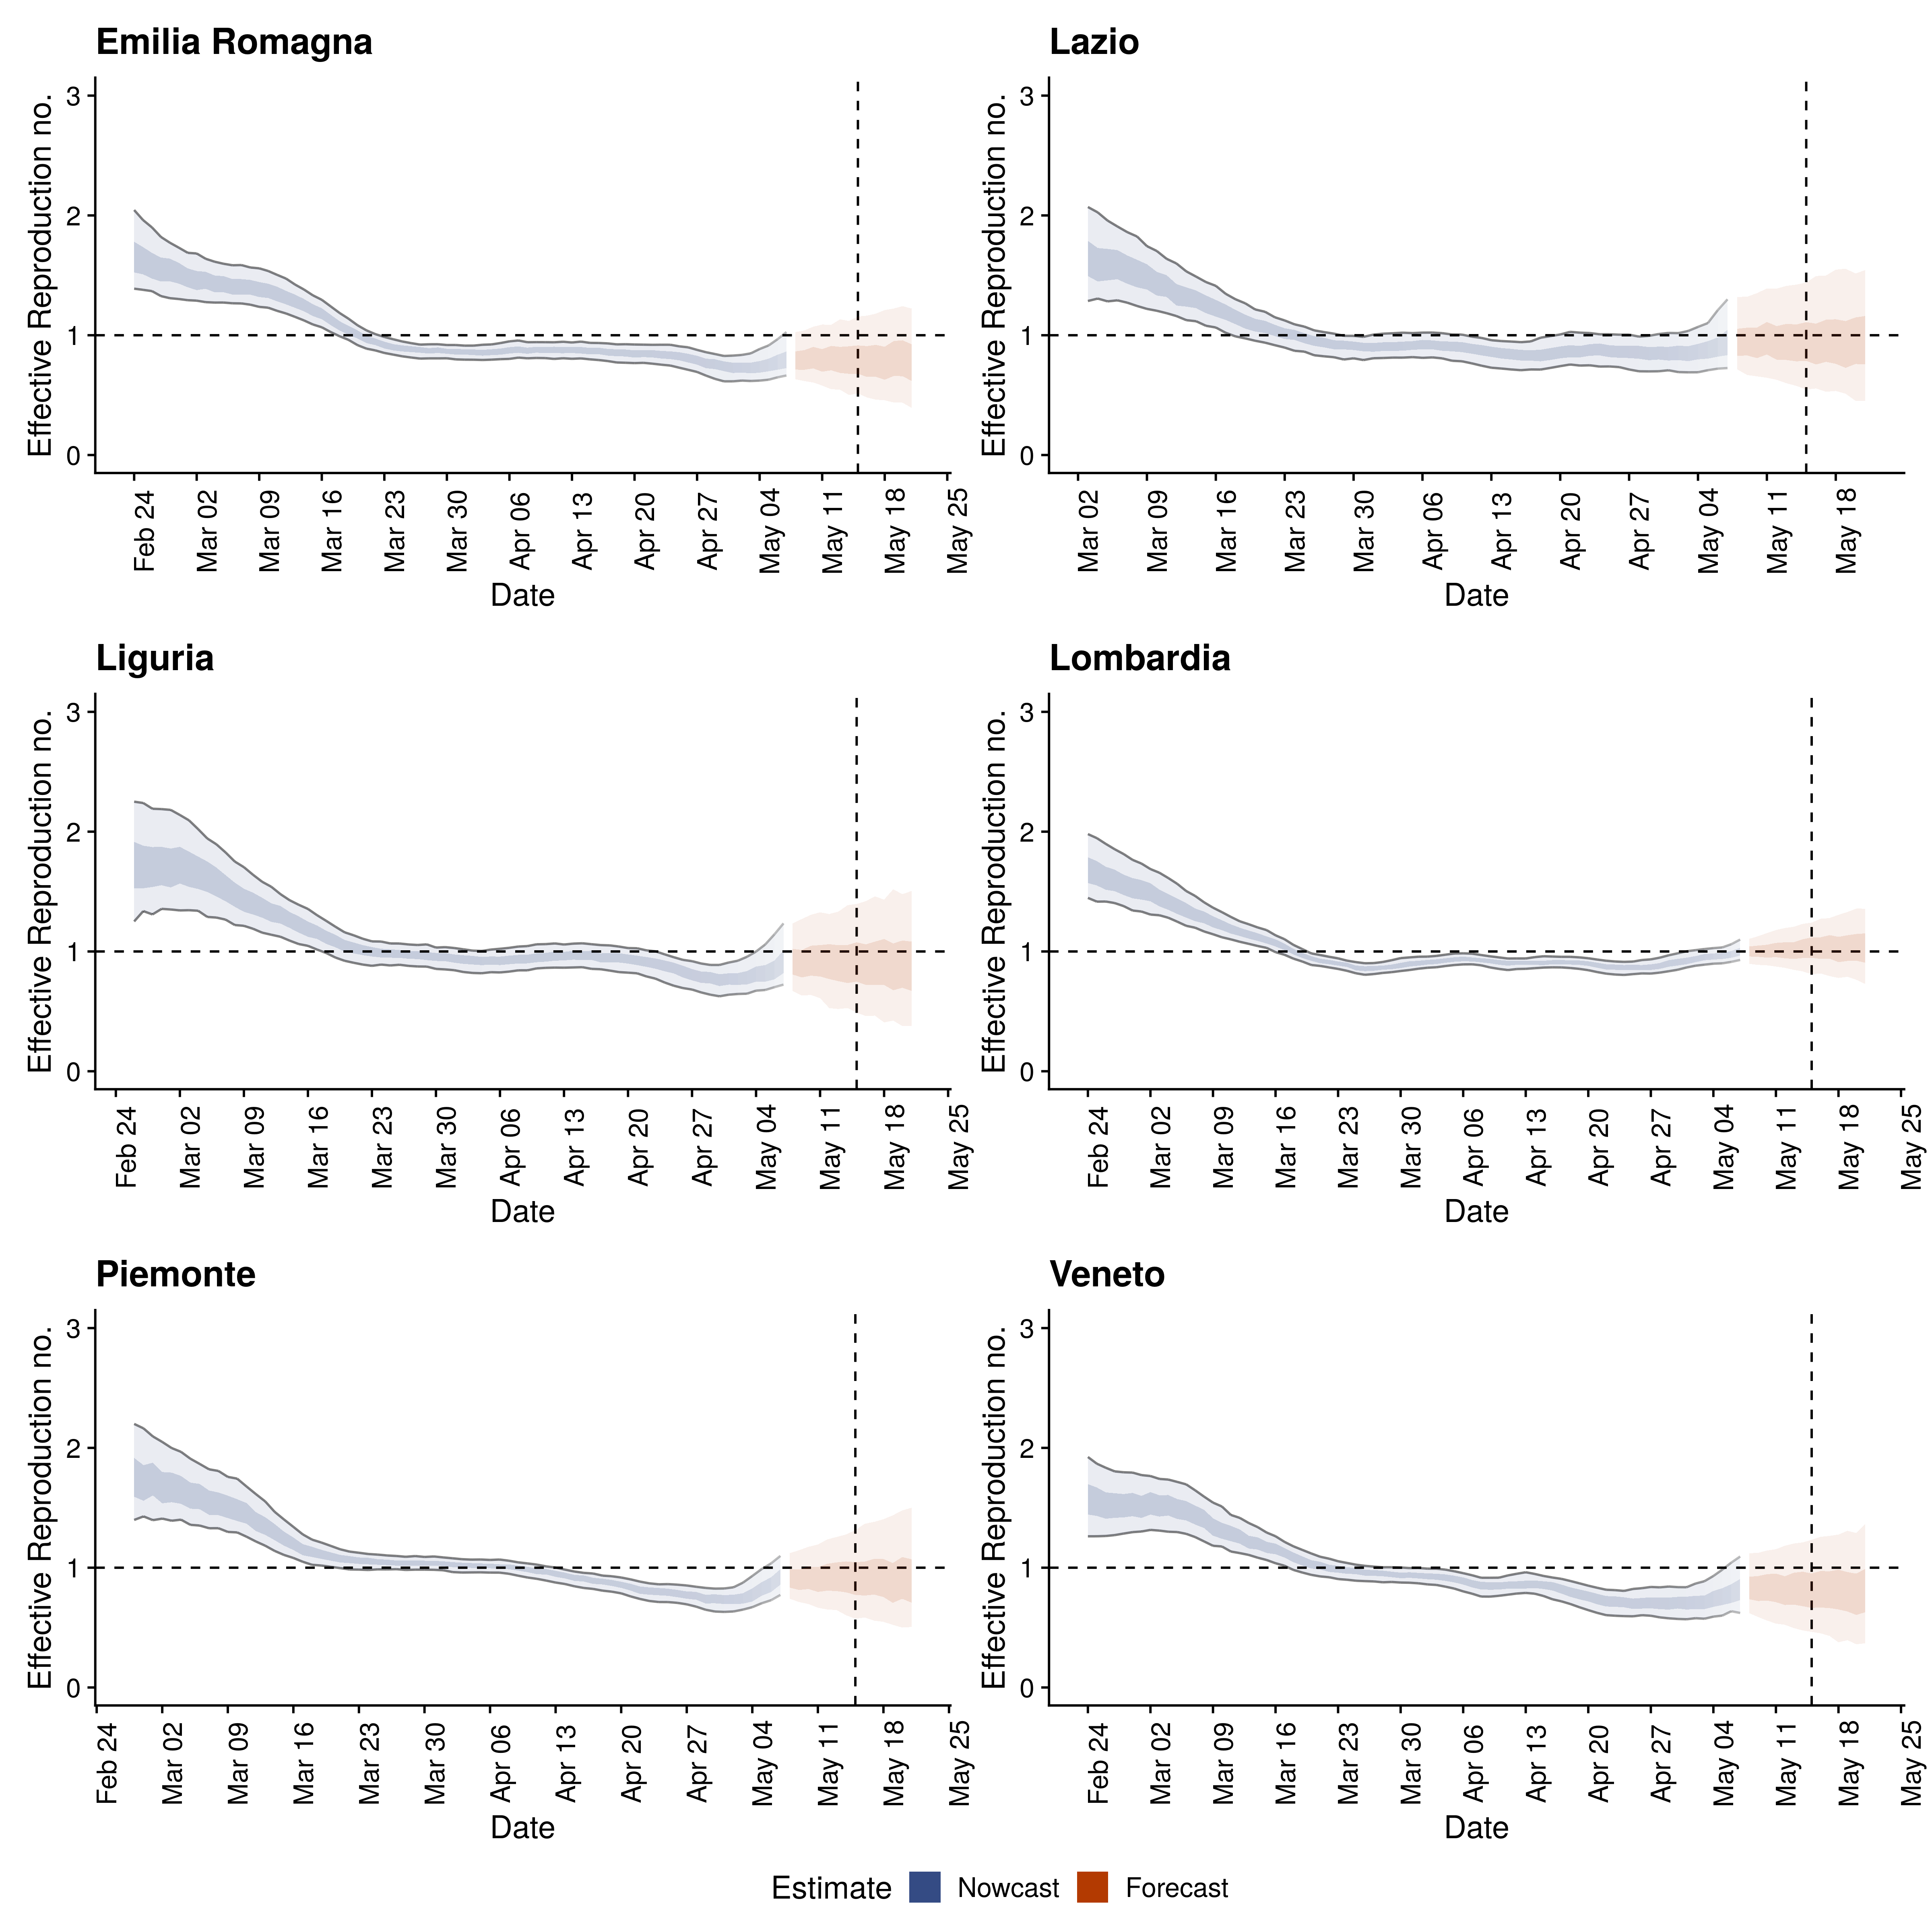 Emilia Romagna
Effective Reproduction no.
3
2
1
0
Feb 24 Mar 02 Mar 09 Mar 16 Mar 23 Mar 30 Apr 06 Apr 13 Apr 20 Apr 27 May 04 May 11 May 18 May 25
Date
Lazio
Effective Reproduction no.
3
2
1
0
Mar 02 Mar 09 Mar 16 Mar 23 Mar 30 Apr 06 Apr 13 Apr 20 Apr 27 May 04 May 11 May 18
Date
Liguria
Effective Reproduction no.
3
2
1
0
Feb 24 Mar 02 Mar 09 Mar 16 Mar 23 Mar 30 Apr 06 Apr 13 Apr 20 Apr 27 May 04 May 11 May 18 May 25
Date
Lombardia
Effective Reproduction no.
3
2
1
0
Feb 24 Mar 02 Mar 09 Mar 16 Mar 23 Mar 30 Apr 06 Apr 13 Apr 20 Apr 27 May 04 May 11 May 18 May 25
Date
Piemonte
Effective Reproduction no.
3
2
1
0
Feb 24 Mar 02 Mar 09 Mar 16 Mar 23 Mar 30 Apr 06 Apr 13 Apr 20 Apr 27 May 04 May 11 May 18 May 25
Date
Veneto
Effective Reproduction no.
3
2
1
0
Feb 24 Mar 02 Mar 09 Mar 16 Mar 23 Mar 30 Apr 06 Apr 13 Apr 20 Apr 27 May 04 May 11 May 18 May 25
Date
Estimate Nowcast Forecast